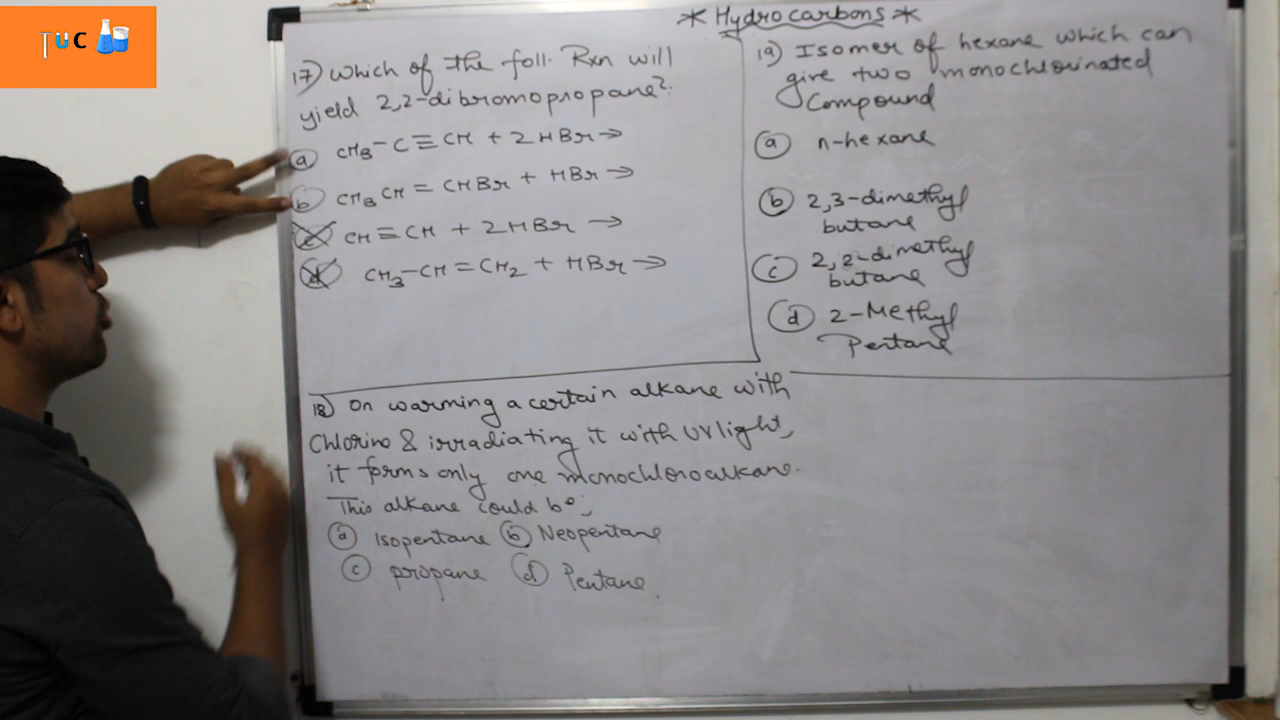 TUC
* Hydrocarbons *
17) Which of the foll. Rxn will
yield 2,2-dibromopropane?
(a) CH3-C≡CH + 2HBr→
(b) CH3CH=CHBr + HBr→
(c) CH≡CH + 2HBr→
(d) CH3-CH=CH2 + HBr→
18) On warming a certain alkane with
Chlorine & irradiating it with UV light,
it forms only one monochloroalkane.
This alkane could be;
(a) Isopentane (b) Neopentane
(c) propane (d) Pentane.
19) Isomer of hexane which can
give two monochlorinated
Compound
(a) n-hexane
(b) 2,3-dimethyl
butane
(c) 2,2-dimethyl
butane
(d) 2-Methyl
Pentane